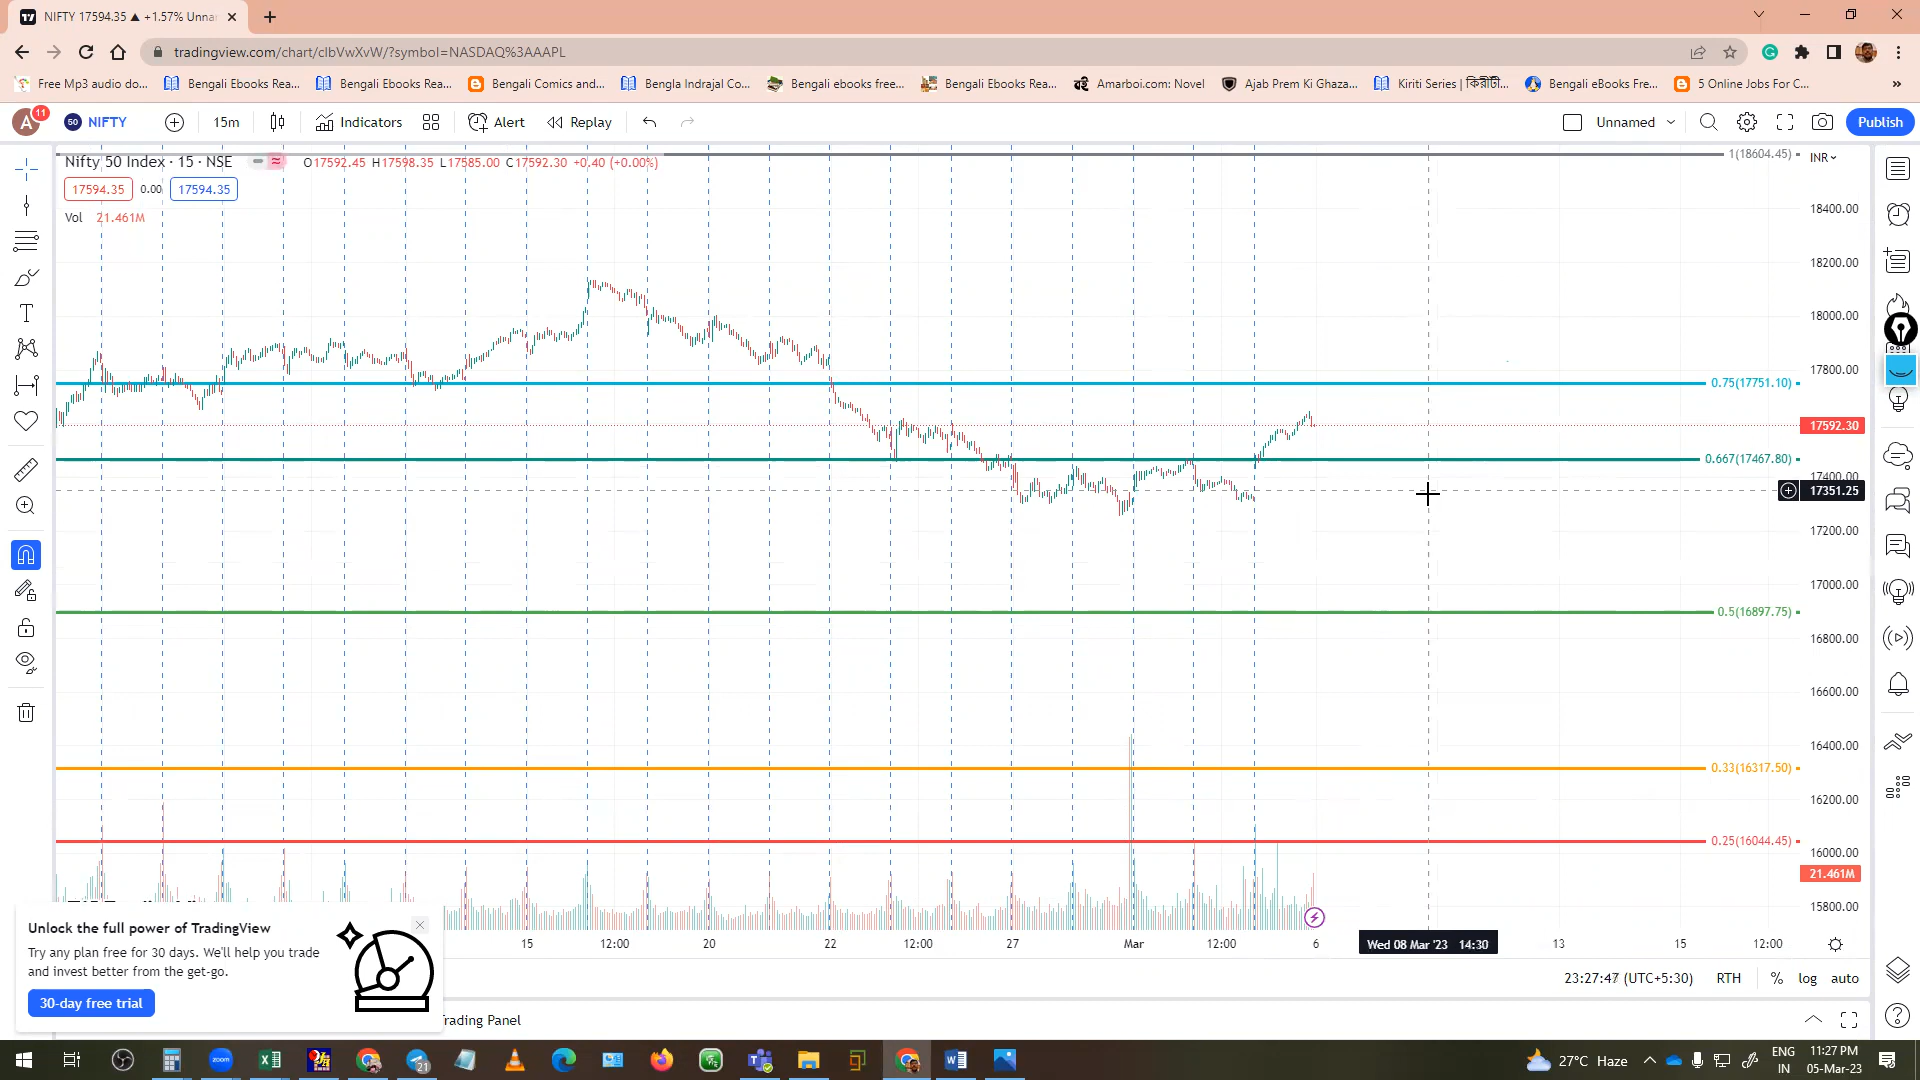 NIFTY 17594.35 ▲ +1.57% Unna
tradingview.com/chart/clbVwXvW/?symbol=NASDAQ%3AAAPL
Free Mp3 audio do...
Bengali Ebooks Rea...
Bengali Ebooks Rea...
Bengali Comics and...
Bengla Indrajal Co...
Bengali ebooks free...
Bengali Ebooks Rea...
Amarboi.com: Novel
Ajab Prem Ki Ghaza...
Kiriti Series | কিরীটী...
Bengali eBooks Fre...
5 Online Jobs For C...
»
A 11
50 NIFTY
15m
Indicators
Alert
Replay
Unnamed
Publish
Nifty 50 Index · 15 · NSE
O17592.45 H17598.35 L17585.00 C17592.30 +0.40 (+0.00%)
1(18604.45)
INR
17594.35 0.00 17594.35
Vol 21.461M
18400.00
18200.00
18000.00
17800.00
0.75(17751.10)
17592.30
0.667(17467.80)
17400.00
17351.25
17200.00
17000.00
0.5(16897.75)
16800.00
16600.00
16400.00
0.33(16317.50)
16200.00
0.25(16044.45)
16000.00
21.461M
15800.00
Unlock the full power of TradingView
Try any plan free for 30 days. We'll help you trade
and invest better from the get-go.
30-day free trial
15 12:00 20 22 12:00 27 Mar 12:00 6 Wed 08 Mar '23 14:30 13 15 12:00
23:27:47 (UTC+5:30) RTH % log auto
rading Panel
zoom
21
27°C Haze
ENG
IN
11:27 PM
05-Mar-23